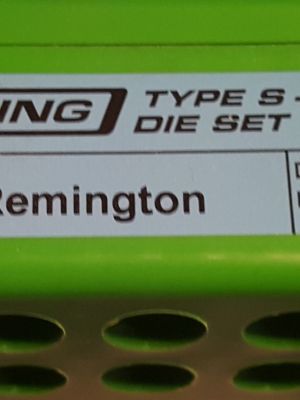 ING TYPE S -
DIE SET
Remington